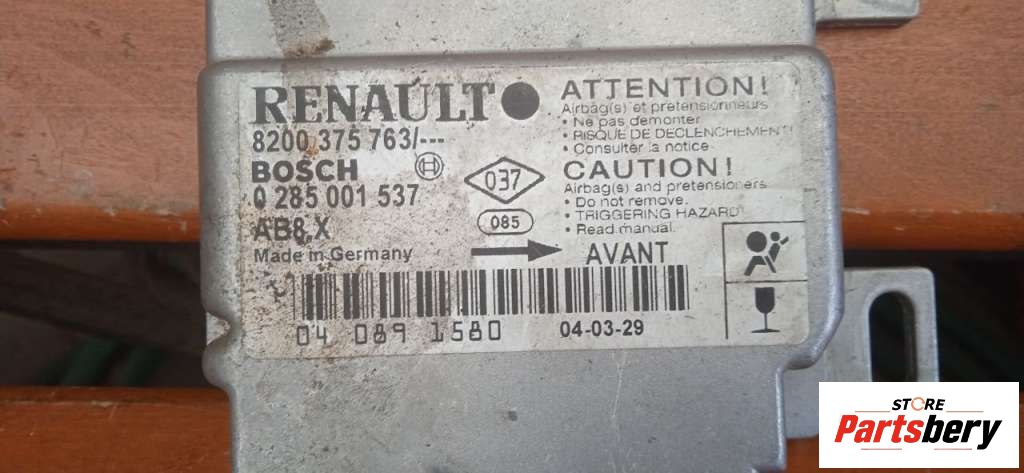 RENAULT
8200 375 763/---
BOSCH
0 285 001 537
AB8.X
Made in Germany
037
085
ATTENTION!
Airbag(s) et pretensionneurs
• Ne pas demonter
• RISQUE DE DECLENCHEMENT!
• Consulter la notice
CAUTION!
Airbag(s) and pretensioners
• Do not remove.
• TRIGGERING HAZARD!
• Read manual.
AVANT
04 089 1580
04-03-29
STORE
Partsbery